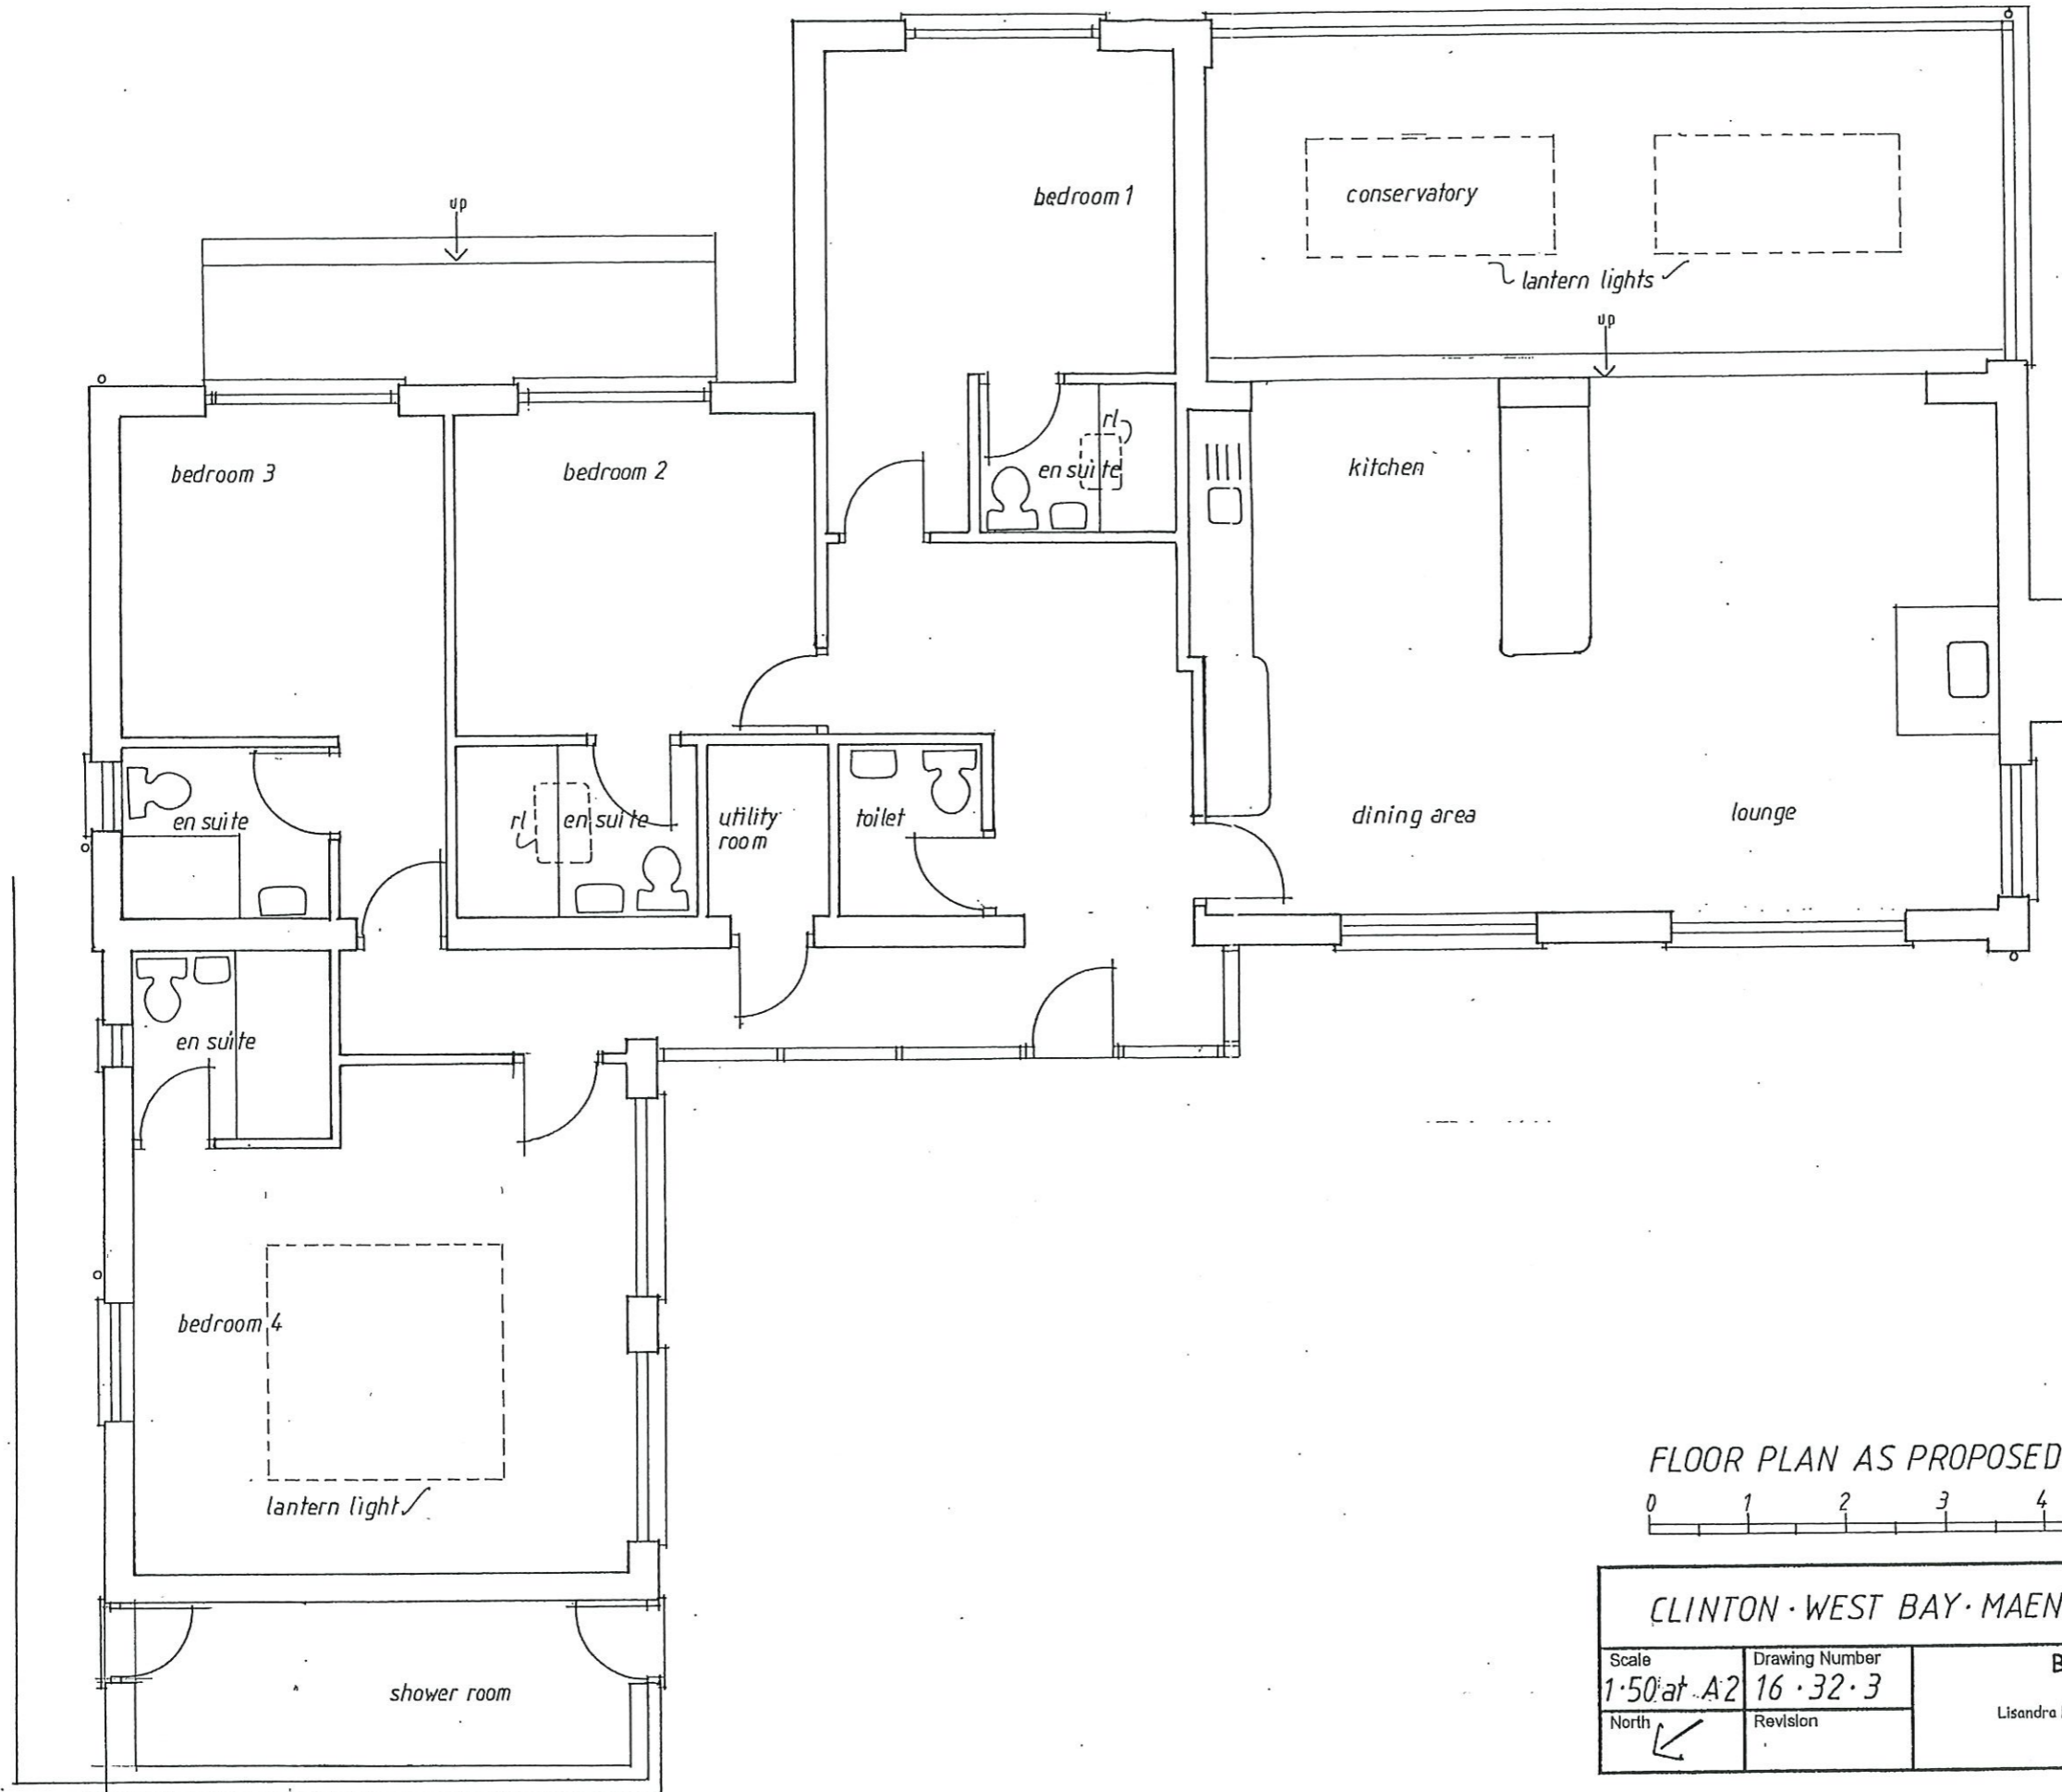 bedroom 1
conservatory
up
lantern lights
up
rl
en suite
kitchen
bedroom 3
bedroom 2
en suite
rl
en suite
utility
room
toilet
dining area
lounge
en suite
bedroom 4
lantern light
shower room
FLOOR PLAN AS PROPOSED
0 1 2 3 4
CLINTON · WEST BAY · MAEN
Scale
1·50 at A2
Drawing Number
16·32·3
B
Lisandra
North
Revision